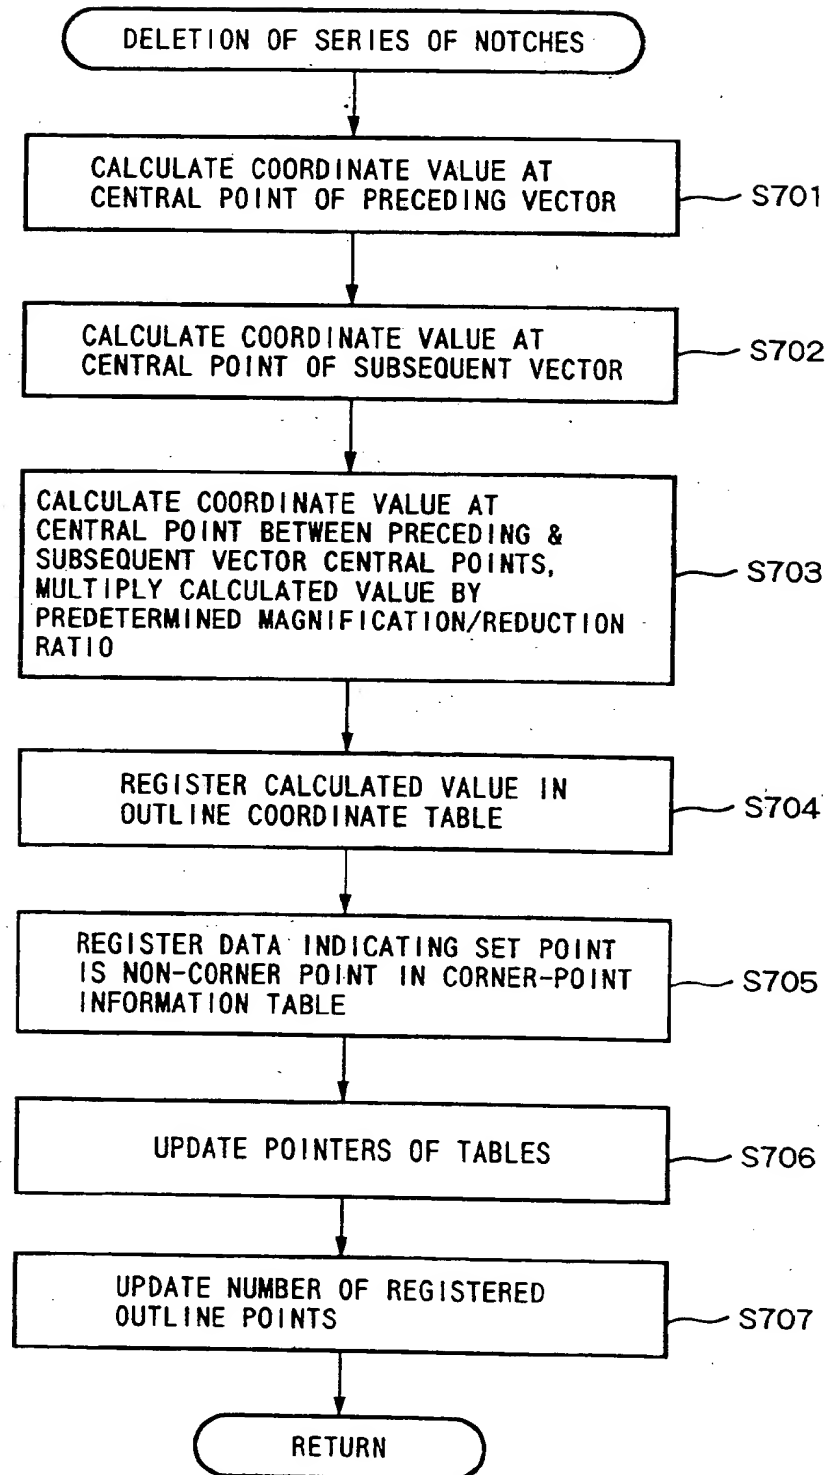 DELETION OF SERIES OF NOTCHES
CALCULATE COORDINATE VALUE AT
CENTRAL POINT OF PRECEDING VECTOR
S701
CALCULATE COORDINATE VALUE AT
CENTRAL POINT OF SUBSEQUENT VECTOR
S702
CALCULATE COORDINATE VALUE AT
CENTRAL POINT BETWEEN PRECEDING &
SUBSEQUENT VECTOR CENTRAL POINTS,
MULTIPLY CALCULATED VALUE BY
PREDETERMINED MAGNIFICATION/REDUCTION
RATIO
S703
REGISTER CALCULATED VALUE IN
OUTLINE COORDINATE TABLE
S704
REGISTER DATA INDICATING SET POINT
IS NON-CORNER POINT IN CORNER-POINT
INFORMATION TABLE
S705
UPDATE POINTERS OF TABLES
S706
UPDATE NUMBER OF REGISTERED
OUTLINE POINTS
S707
RETURN